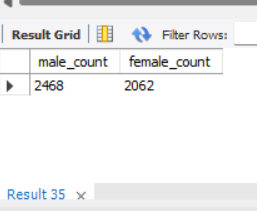 Result Grid Filter Rows:
male_count female_count
2468 2062
Result 35 ×